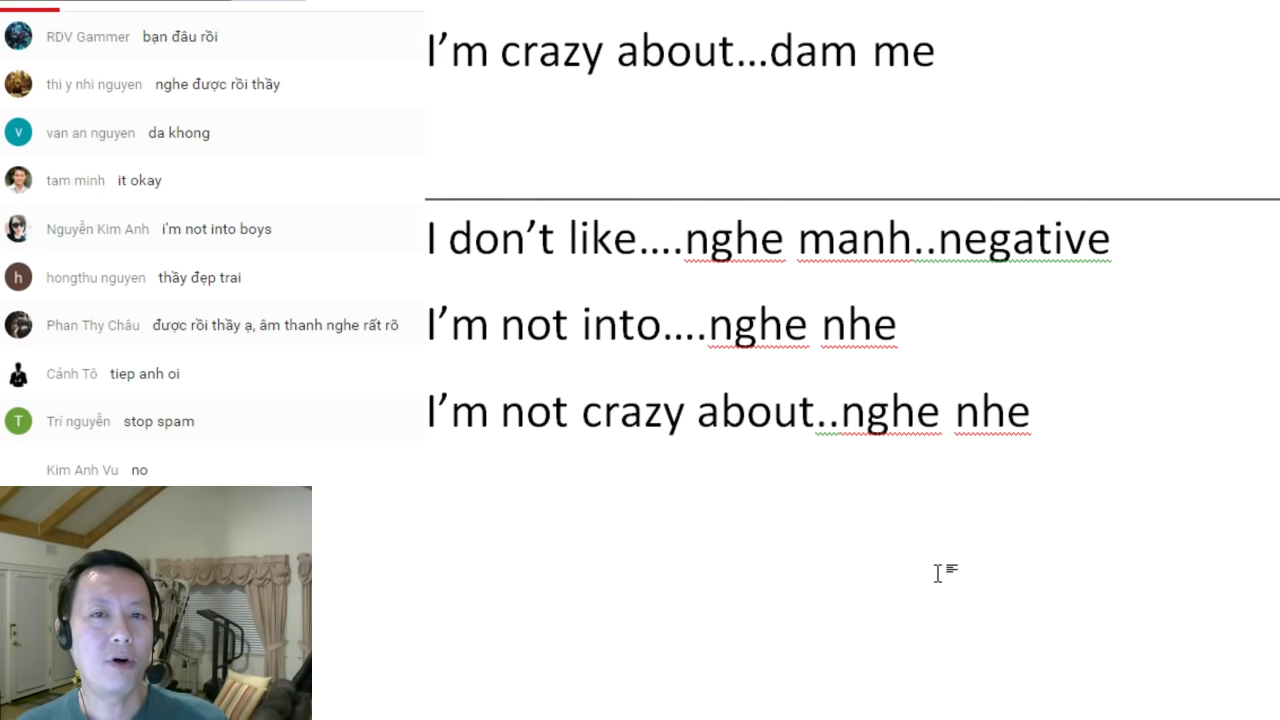 RDV Gammer bạn đâu rồi
thi y nhi nguyen nghe được rồi thầy
van an nguyen da khong
tam minh it okay
Nguyễn Kim Anh i'm not into boys
hongthu nguyen thầy đẹp trai
Phan Thy Châu được rồi thầy ạ, âm thanh nghe rất rõ
Cảnh Tô tiep anh oi
Trí nguyễn stop spam
Kim Anh Vu no
V
h
T
I’m crazy about...dam me
I don’t like....nghe manh..negative
I’m not into....nghe nhe
I’m not crazy about..nghe nhe